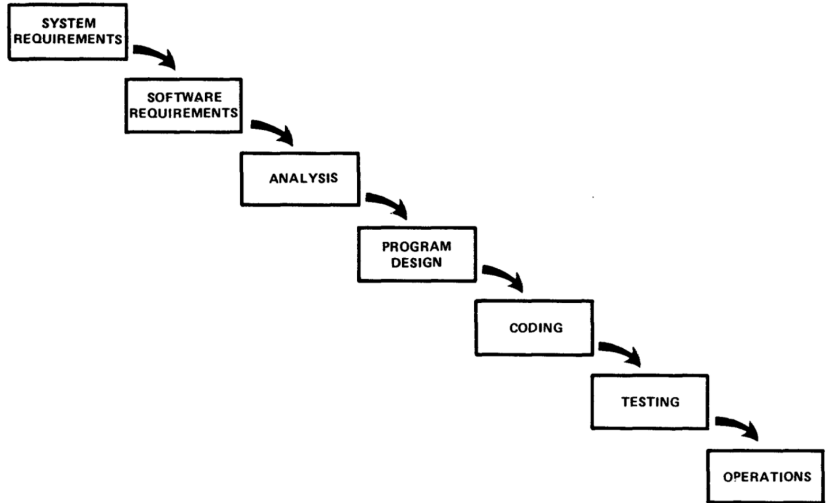 SYSTEM
REQUIREMENTS
SOFTWARE
REQUIREMENTS
ANALYSIS
PROGRAM
DESIGN
CODING
TESTING
OPERATIONS